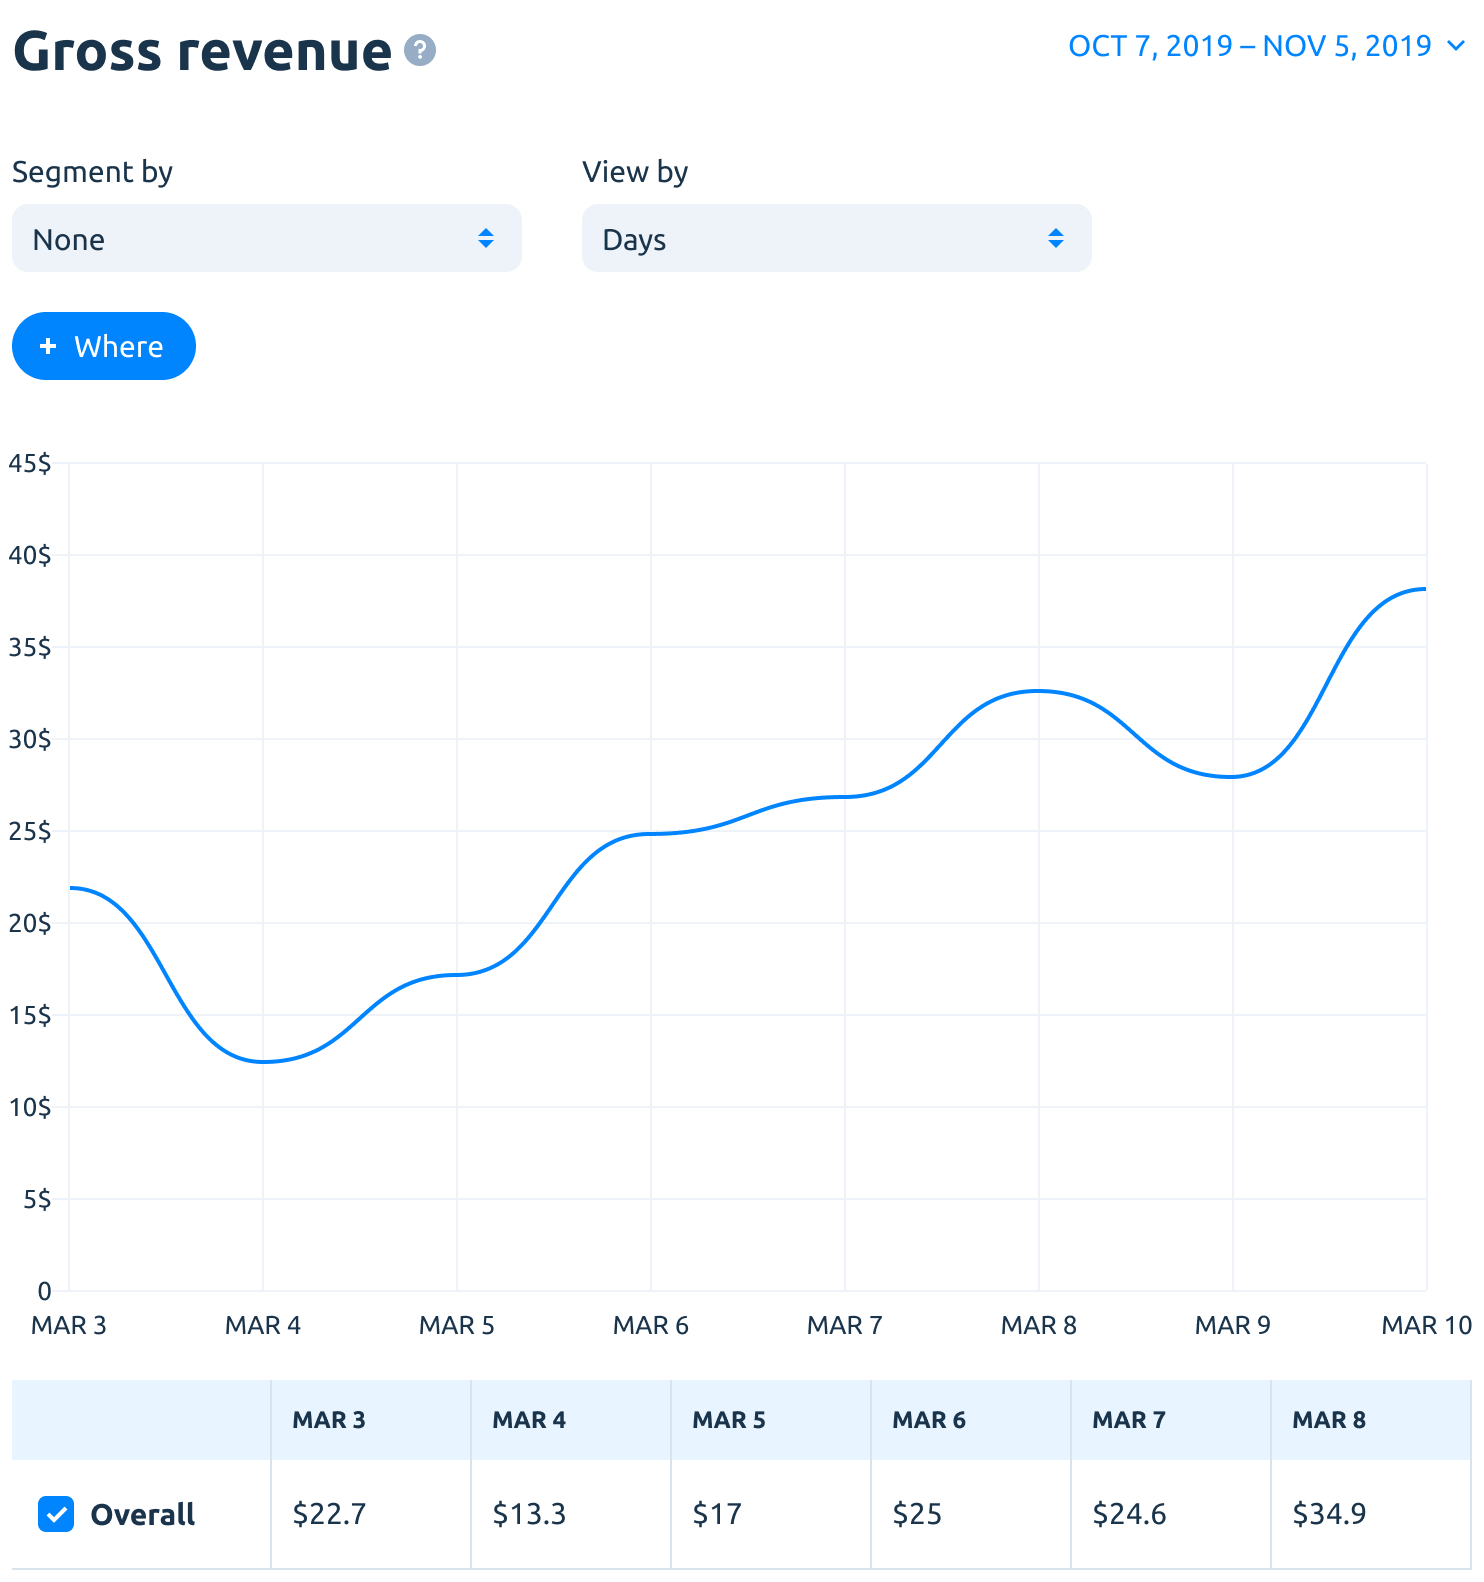 Gross revenue ?
OCT 7, 2019 – NOV 5, 2019
Segment by
View by
None
Days
+ Where
45$
40$
35$
30$
25$
20$
15$
10$
5$
0
MAR 3 MAR 4 MAR 5 MAR 6 MAR 7 MAR 8 MAR 9 MAR 10
MAR 3 MAR 4 MAR 5 MAR 6 MAR 7 MAR 8
Overall $22.7 $13.3 $17 $25 $24.6 $34.9